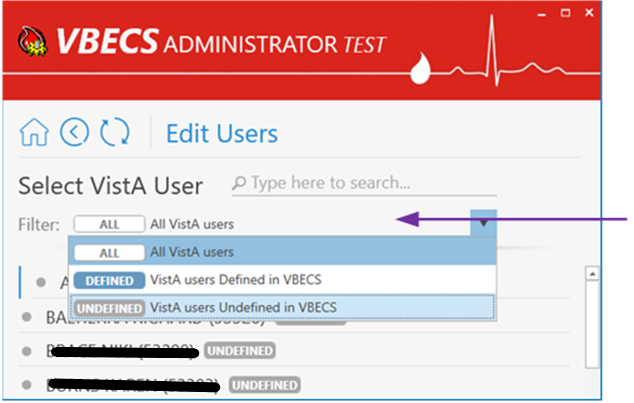 VBECS ADMINISTRATOR TEST
Edit Users
Select VistA User Type here to search...
Filter: ALL All VistA users
ALL All VistA users
DEFINED VistA users Defined in VBECS
UNDEFINED VistA users Undefined in VBECS
UNDEFINED
UNDEFINED